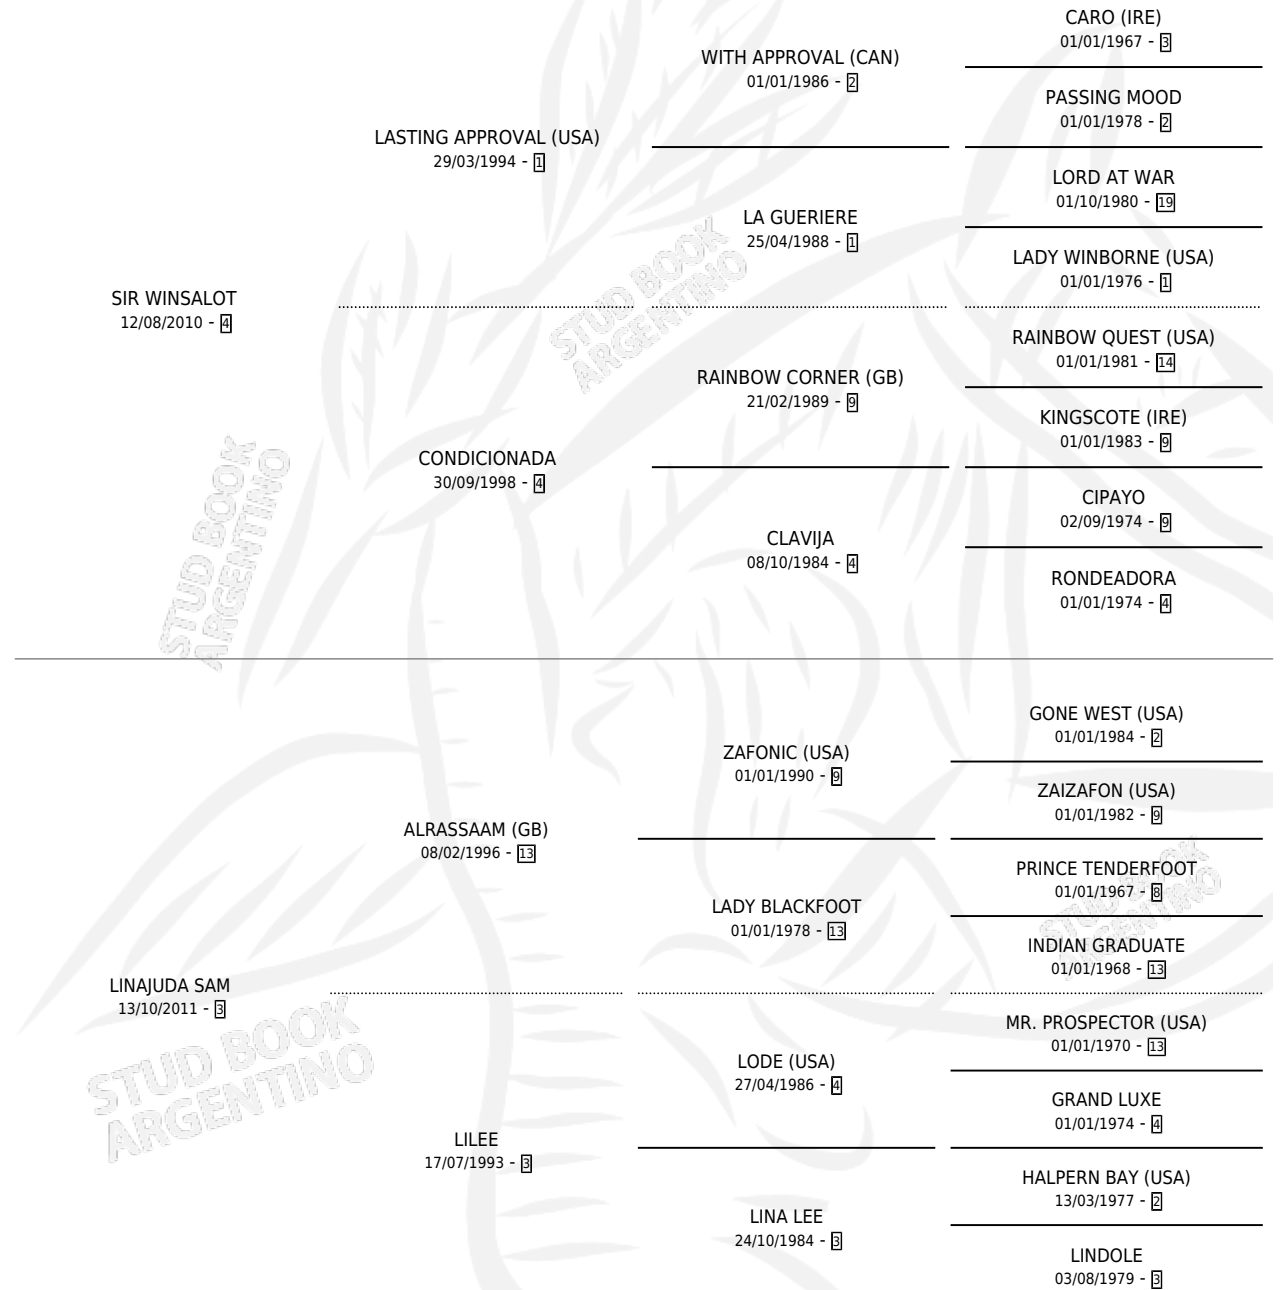 CARO (IRE)
01/01/1967 - 3
WITH APPROVAL (CAN)
01/01/1986 - 2
PASSING MOOD
01/01/1978 - 2
LASTING APPROVAL (USA)
29/03/1994 - 1
LORD AT WAR
01/10/1980 - 19
LA GUERIERE
25/04/1988 - 1
LADY WINBORNE (USA)
01/01/1976 - 1
SIR WINSALOT
12/08/2010 - 4
RAINBOW QUEST (USA)
01/01/1981 - 14
RAINBOW CORNER (GB)
21/02/1989 - 9
KINGSCOTE (IRE)
01/01/1983 - 9
CONDICIONADA
30/09/1998 - 4
CIPAYO
02/09/1974 - 9
CLAVIJA
08/10/1984 - 4
RONDEADORA
01/01/1974 - 4
GONE WEST (USA)
01/01/1984 - 2
ZAFONIC (USA)
01/01/1990 - 9
ZAIZAFON (USA)
01/01/1982 - 9
ALRASSAAM (GB)
08/02/1996 - 13
PRINCE TENDERFOOT
01/01/1967 - 8
LADY BLACKFOOT
01/01/1978 - 13
INDIAN GRADUATE
01/01/1968 - 13
LINAJUDA SAM
13/10/2011 - 3
MR. PROSPECTOR (USA)
01/01/1970 - 13
LODE (USA)
27/04/1986 - 4
GRAND LUXE
01/01/1974 - 4
LILEE
17/07/1993 - 3
HALPERN BAY (USA)
13/03/1977 - 2
LINA LEE
24/10/1984 - 3
LINDOLE
03/08/1979 - 3
STUD BOOK
ARGENTINO
STUD BOOK
ARGENTINO
STUD BOOK
ARGENTINO
STUD BOOK
ARGENTINO